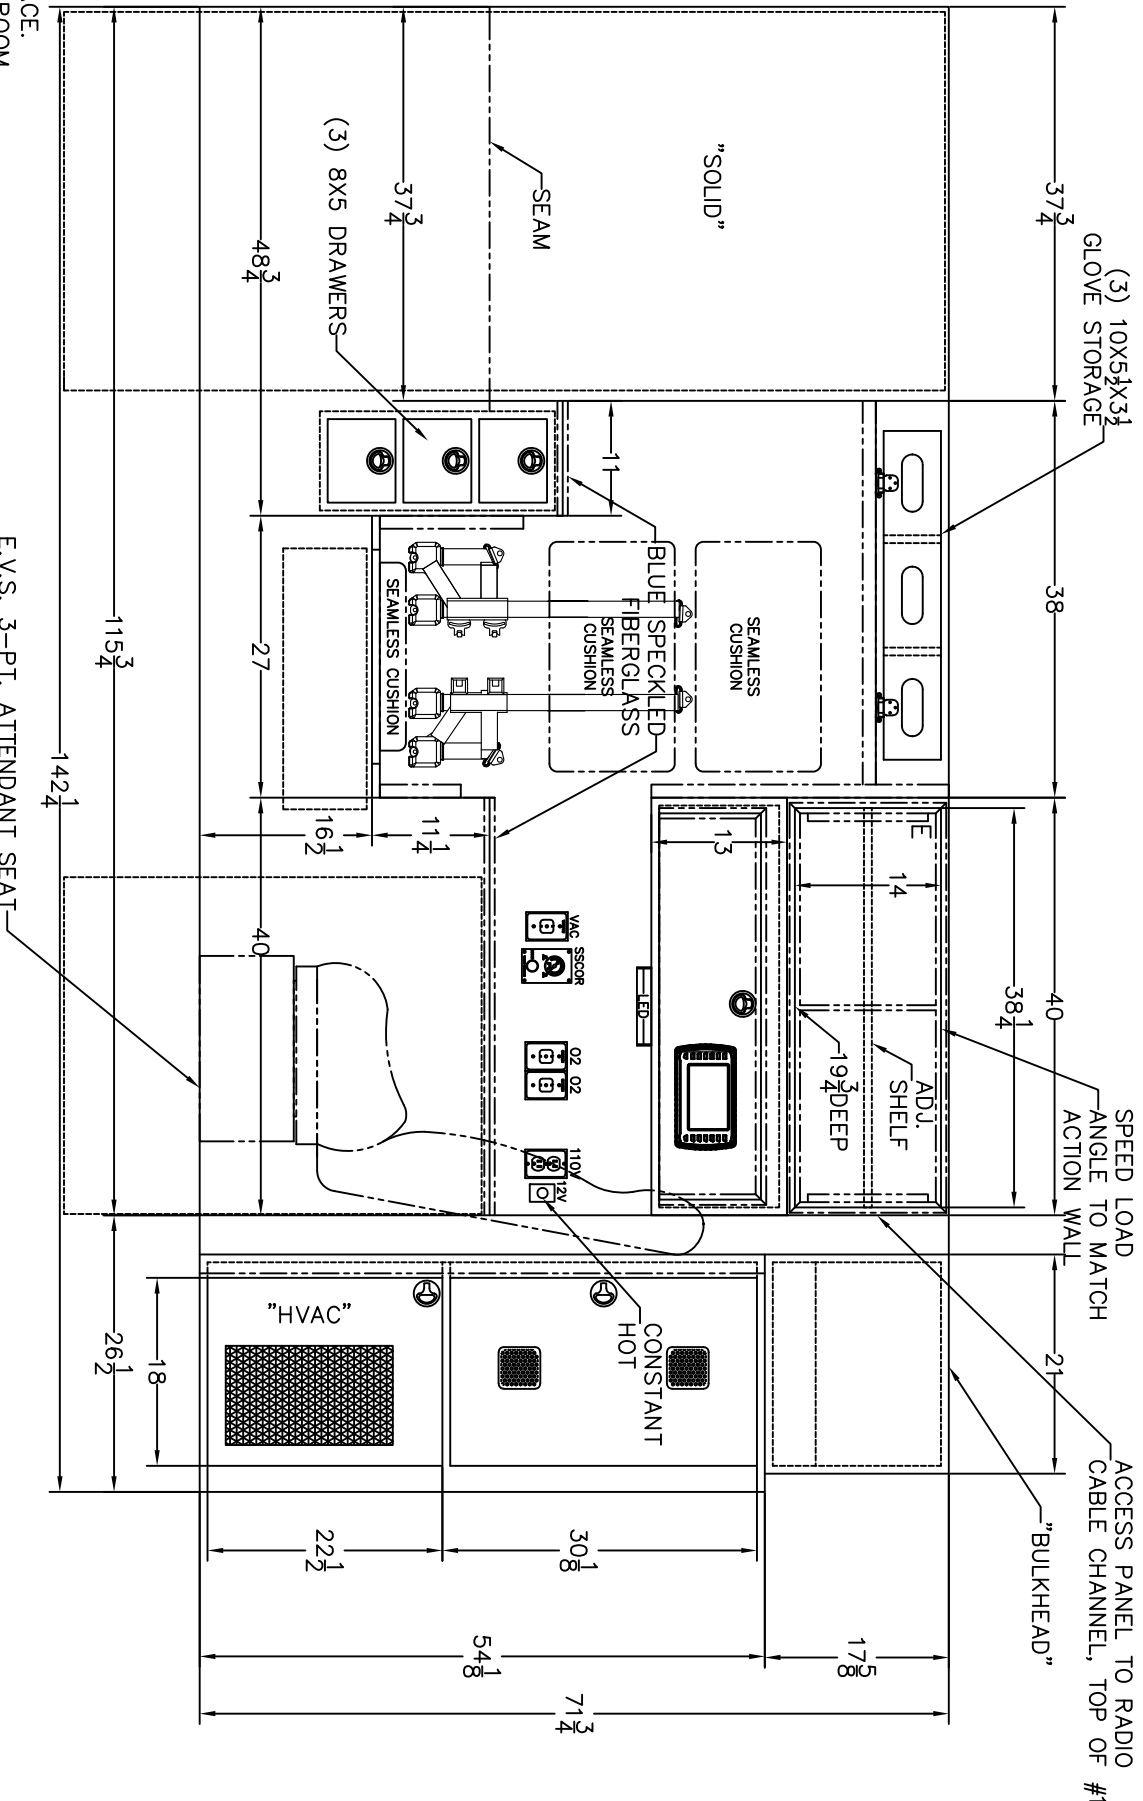 37 3/4
38
40
21
(3) 10X5 1/2X3 1/2
GLOVE STORAGE
SPEED LOAD
ANGLE TO MATCH
ACTION WALL
ACCESS PANEL TO RADIO
CABLE CHANNEL, TOP OF #1
"BULKHEAD"
38 1/4
E
14
ADJ.
SHELF
19 3/4 DEEP
13
"SOLID"
SEAM
(3) 8X5 DRAWERS
37 3/4
48 3/4
11
SEAMLESS
CUSHION
BLUE SPECKLED
FIBERGLASS
SEAMLESS
CUSHION
SEAMLESS CUSHION
27
LED
VAC
SSCOR
O2
O2
110V
12V
CONSTANT
HOT
11 1/4
16 1/2
40
"HVAC"
18
26 1/2
30 1/8
22 1/2
17 5/8
54 1/8
71 3/4
115 3/4
142 1/4
E.V.S. 3-PT. ATTENDANT SEAT
ACE.
ROOM